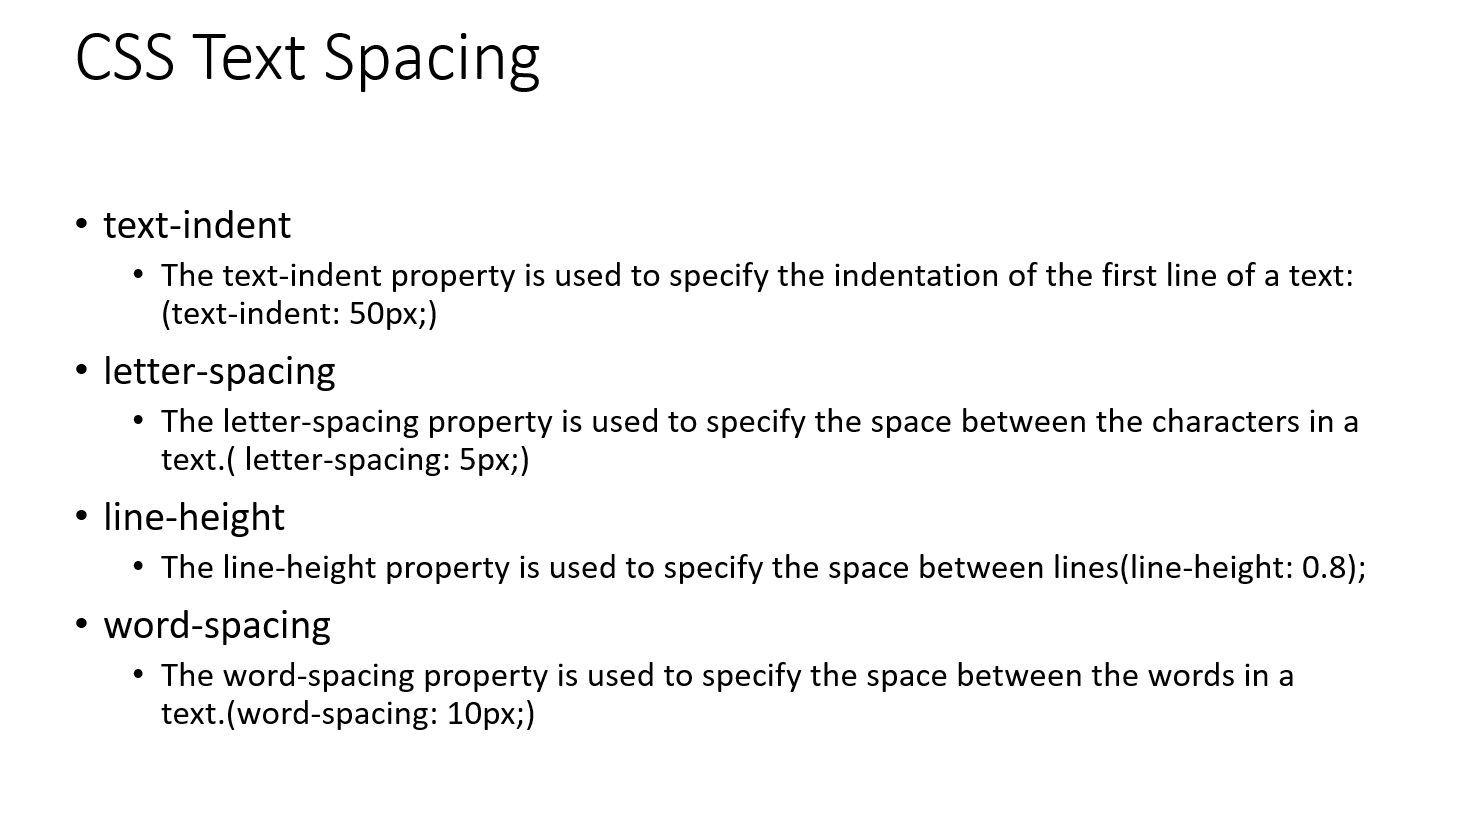 CSS Text Spacing
• text-indent
• The text-indent property is used to specify the indentation of the first line of a text:
(text-indent: 50px;)
• letter-spacing
• The letter-spacing property is used to specify the space between the characters in a
text.( letter-spacing: 5px;)
• line-height
• The line-height property is used to specify the space between lines(line-height: 0.8);
• word-spacing
• The word-spacing property is used to specify the space between the words in a
text.(word-spacing: 10px;)